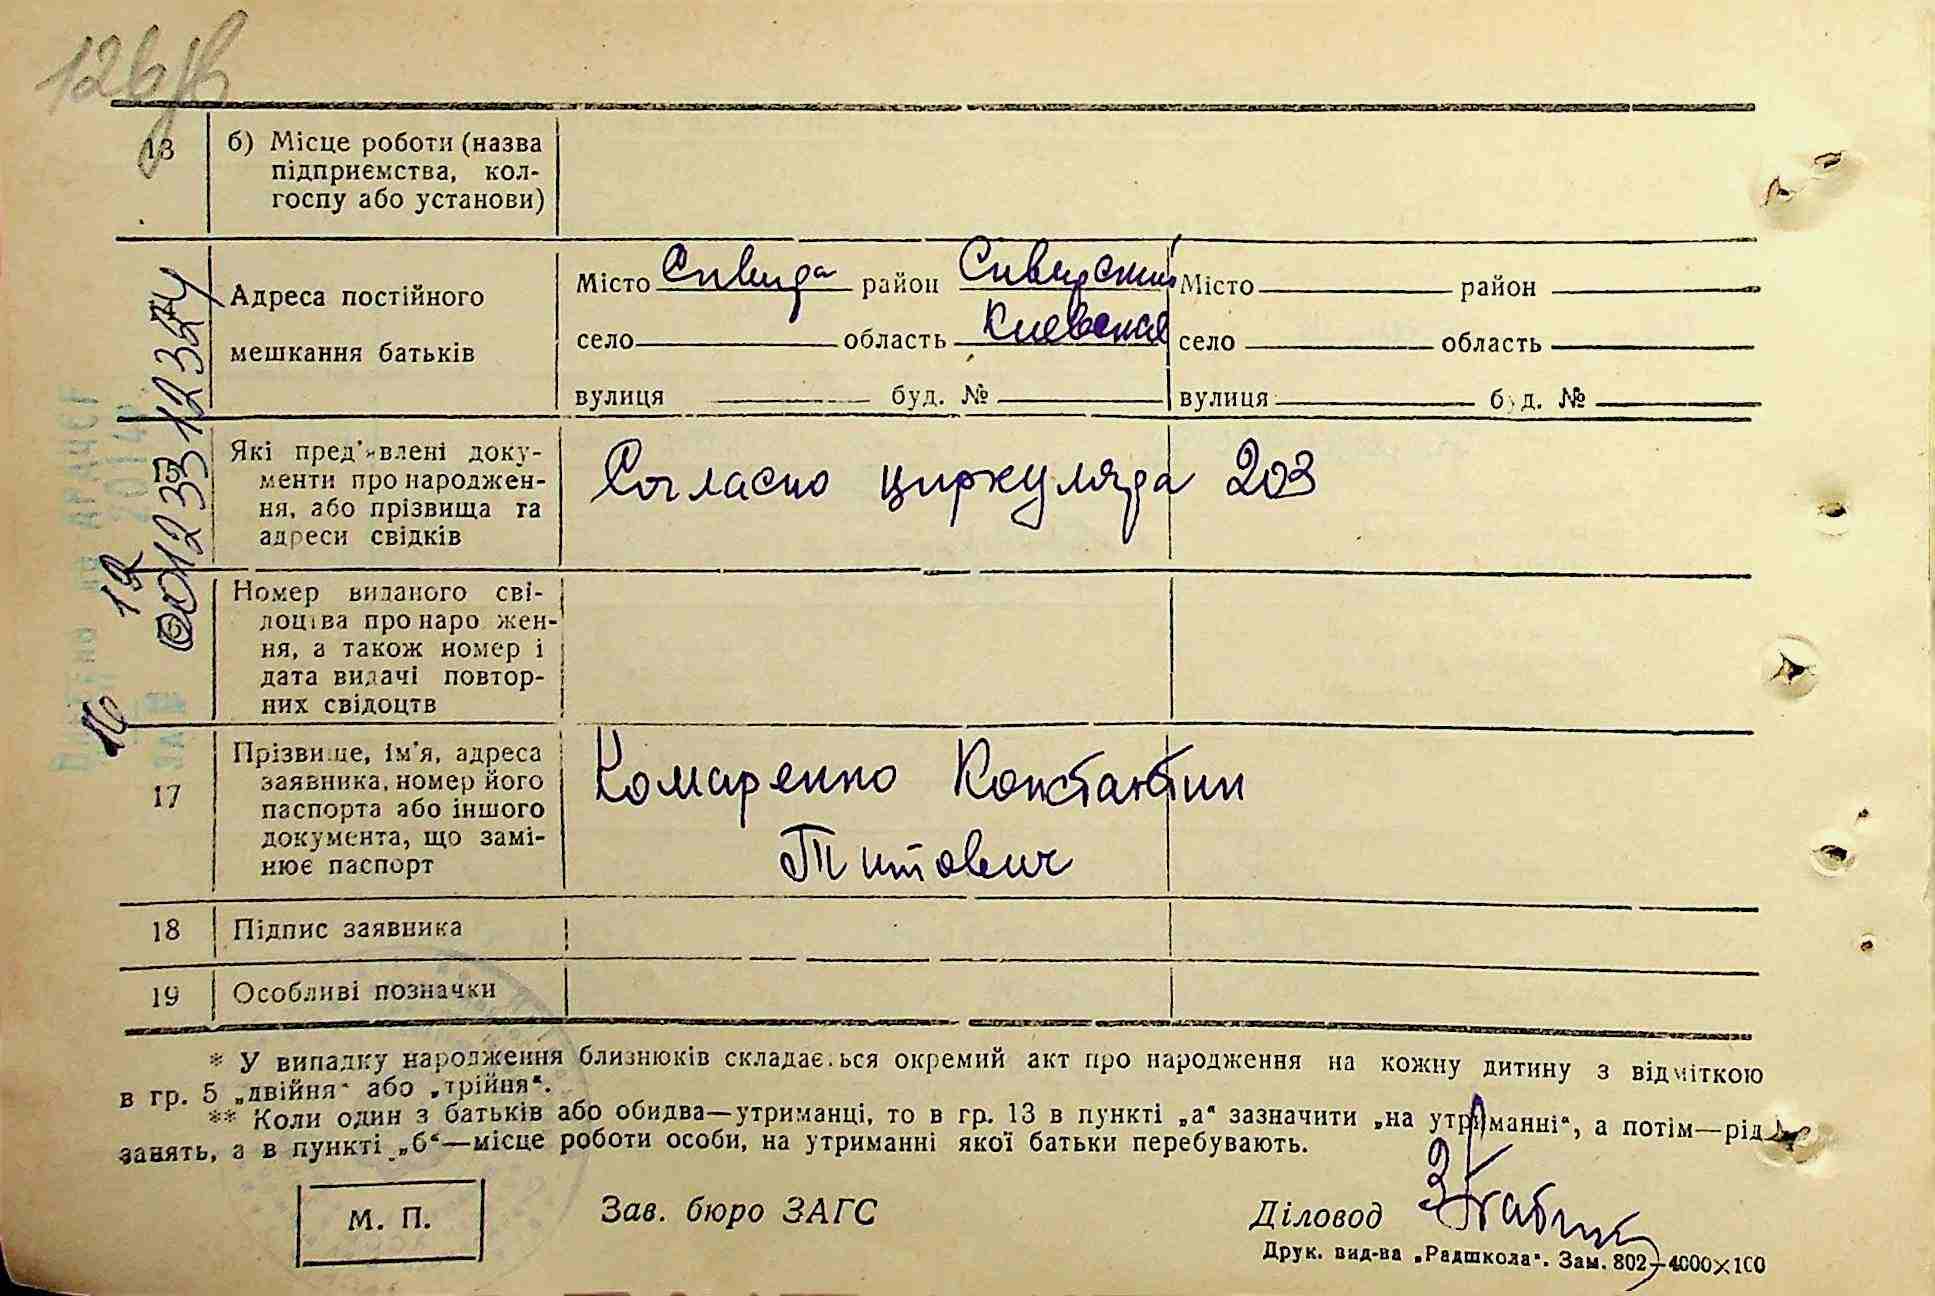 13
б) Місце роботи (назва
підприємства, кол-
госпу або установи)
Адреса постійного
мешкання батьків
Місто Сквира район Сквирский
село область Киевская
вулиця буд. №
Місто район
село область
вулиця буд. №
Які пред'явлені доку-
менти про народжен-
ня, або прізвища та
адреси свідків
Согласно циркуляра 203
Номер виданого сві-
доцтва про народжен-
ня, а також номер і
дата видачі повтор-
них свідоцтв
17
Прізвище, ім'я, адреса
заявника, номер його
паспорта або іншого
документа, що замі-
нює паспорт
Комаренко Константин
Титович
18 Підпис заявника
19 Особливі позначки
00123312344
* У випадку народження близнюків складається окремий акт про народження на кожну дитину з відміткою
в гр. 5 „двійня“ або „трійня“.
** Коли один з батьків або обидва—утриманці, то в гр. 13 в пункті „а“ зазначити „на утриманні“, а потім—рід
занять, а в пункті „б“—місце роботи особи, на утриманні якої батьки перебувають.
М. П.
Зав. бюро ЗАГС
Діловод
Друк. вид-ва „Радшкола“. Зам. 802—4000×100